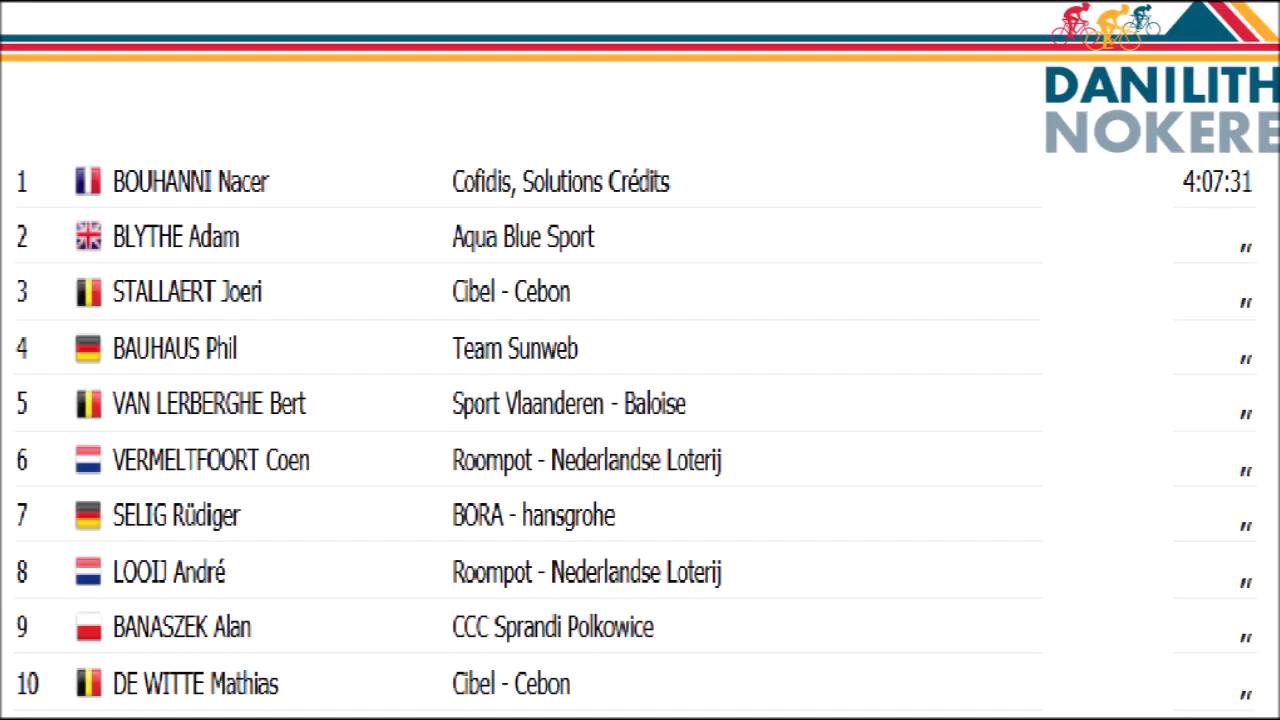 DANILITH
NOKERE
1 BOUHANNI Nacer Cofidis, Solutions Crédits 4:07:31
2 BLYTHE Adam Aqua Blue Sport ,,
3 STALLAERT Joeri Cibel - Cebon ,,
4 BAUHAUS Phil Team Sunweb ,,
5 VAN LERBERGHE Bert Sport Vlaanderen - Baloise ,,
6 VERMELTFOORT Coen Roompot - Nederlandse Loterij ,,
7 SELIG Rüdiger BORA - hansgrohe ,,
8 LOOIJ André Roompot - Nederlandse Loterij ,,
9 BANASZEK Alan CCC Sprandi Polkowice ,,
10 DE WITTE Mathias Cibel - Cebon ,,